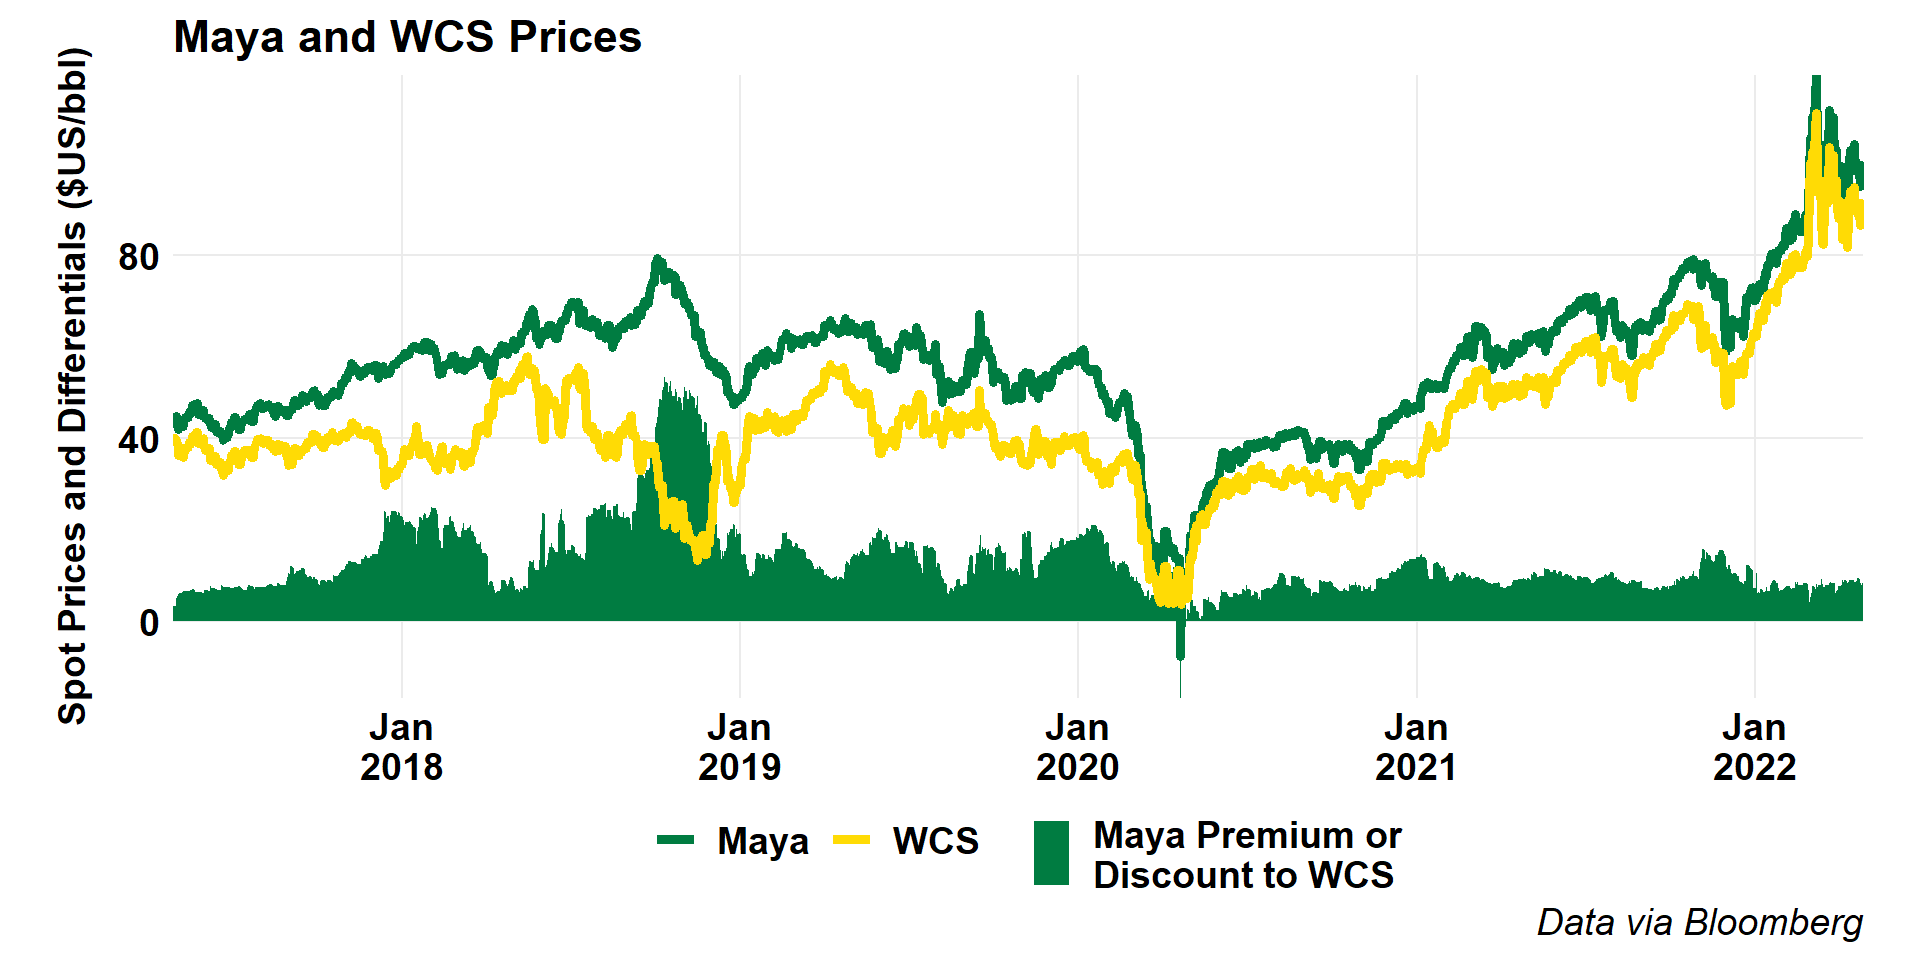 Maya and WCS Prices
Spot Prices and Differentials ($US/bbl)
80
40
0
Jan
2018
Jan
2019
Jan
2020
Jan
2021
Jan
2022
Maya
WCS
Maya Premium or
Discount to WCS
Data via Bloomberg